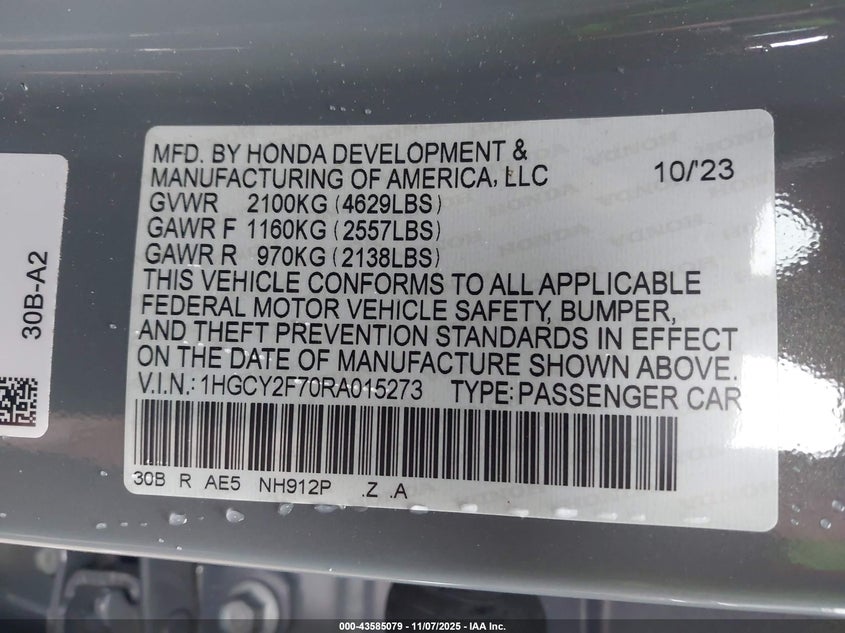 MFD. BY HONDA DEVELOPMENT &
MANUFACTURING OF AMERICA, LLC 10/'23
GVWR 2100KG (4629LBS)
GAWR F 1160KG (2557LBS)
GAWR R 970KG (2138LBS)
THIS VEHICLE CONFORMS TO ALL APPLICABLE
FEDERAL MOTOR VEHICLE SAFETY, BUMPER,
AND THEFT PREVENTION STANDARDS IN EFFECT
ON THE DATE OF MANUFACTURE SHOWN ABOVE.
V.I.N.: 1HGCY2F70RA015273 TYPE: PASSENGER CAR
30B R AE5 NH912P .Z .A
30B-A2
000-43585079 -- 11/07/2025 -- IAA Inc.